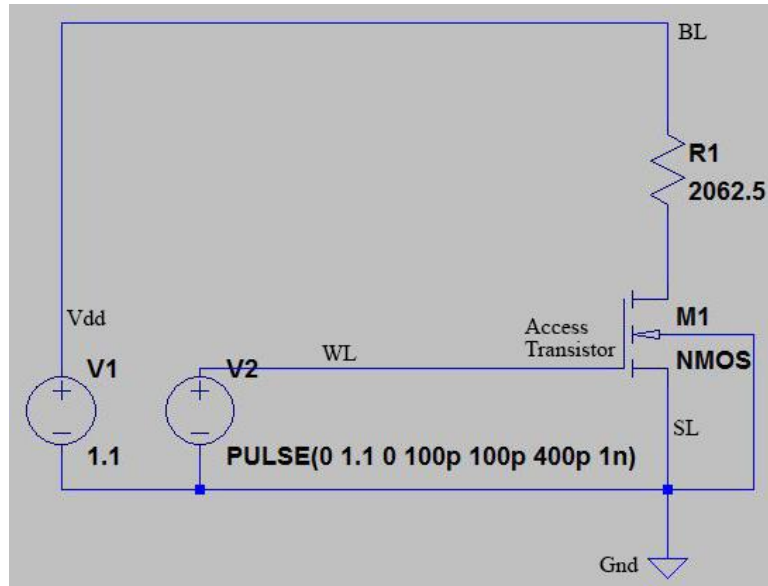 BL
R1
2062.5
Vdd
Access
Transistor
M1
V1
WL
V2
NMOS
SL
1.1
PULSE(0 1.1 0 100p 100p 400p 1n)
Gnd